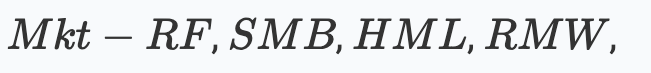 Mkt − RF, SMB, HML, RMW,